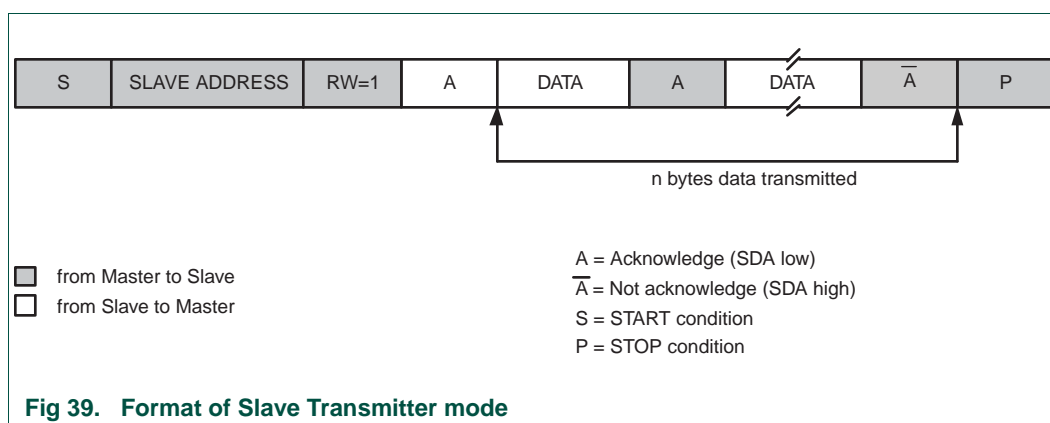 S SLAVE ADDRESS RW=1 A DATA A DATA A̅ P
n bytes data transmitted
from Master to Slave
from Slave to Master
A = Acknowledge (SDA low)
A̅ = Not acknowledge (SDA high)
S = START condition
P = STOP condition
Fig 39. Format of Slave Transmitter mode